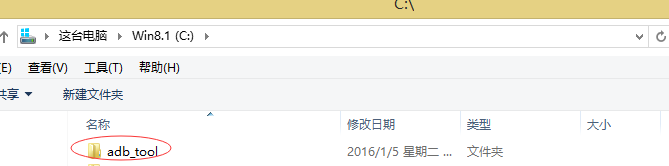 C:\
这台电脑 Win8.1 (C:)
(E) 查看(V) 工具(T) 帮助(H)
共享 新建文件夹
名称 修改日期 类型 大小
adb_tool 2016/1/5 星期二 ... 文件夹